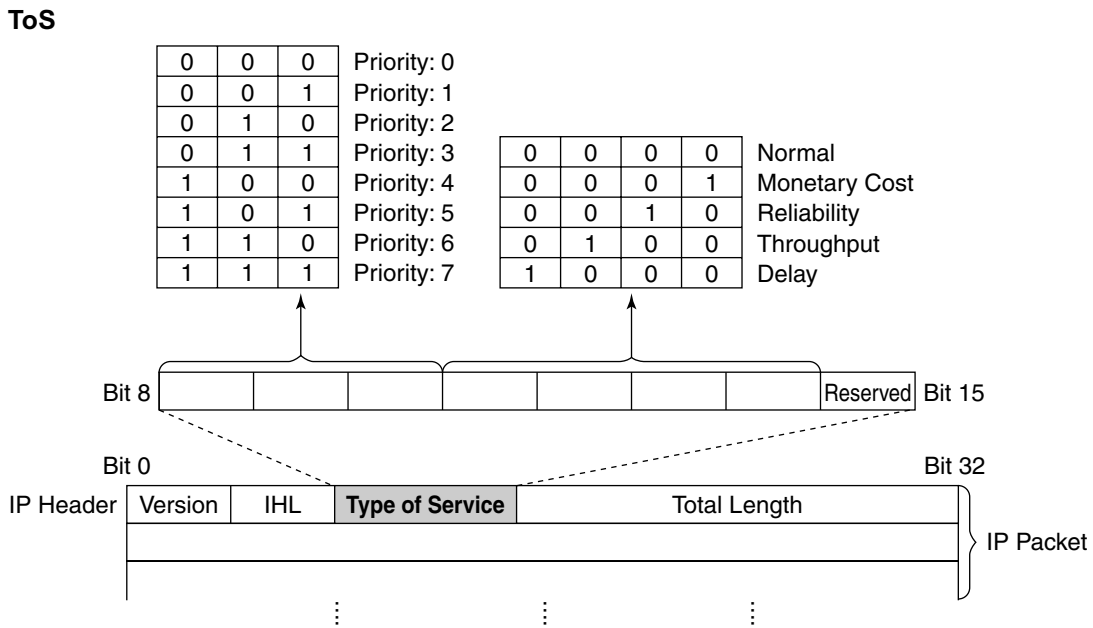 ToS
0 0 0 Priority: 0
0 0 1 Priority: 1
0 1 0 Priority: 2
0 1 1 Priority: 3
1 0 0 Priority: 4
1 0 1 Priority: 5
1 1 0 Priority: 6
1 1 1 Priority: 7
0 0 0 0 Normal
0 0 0 1 Monetary Cost
0 0 1 0 Reliability
0 1 0 0 Throughput
1 0 0 0 Delay
Bit 8 Reserved Bit 15
Bit 0 Bit 32
IP Header Version IHL Type of Service Total Length
IP Packet